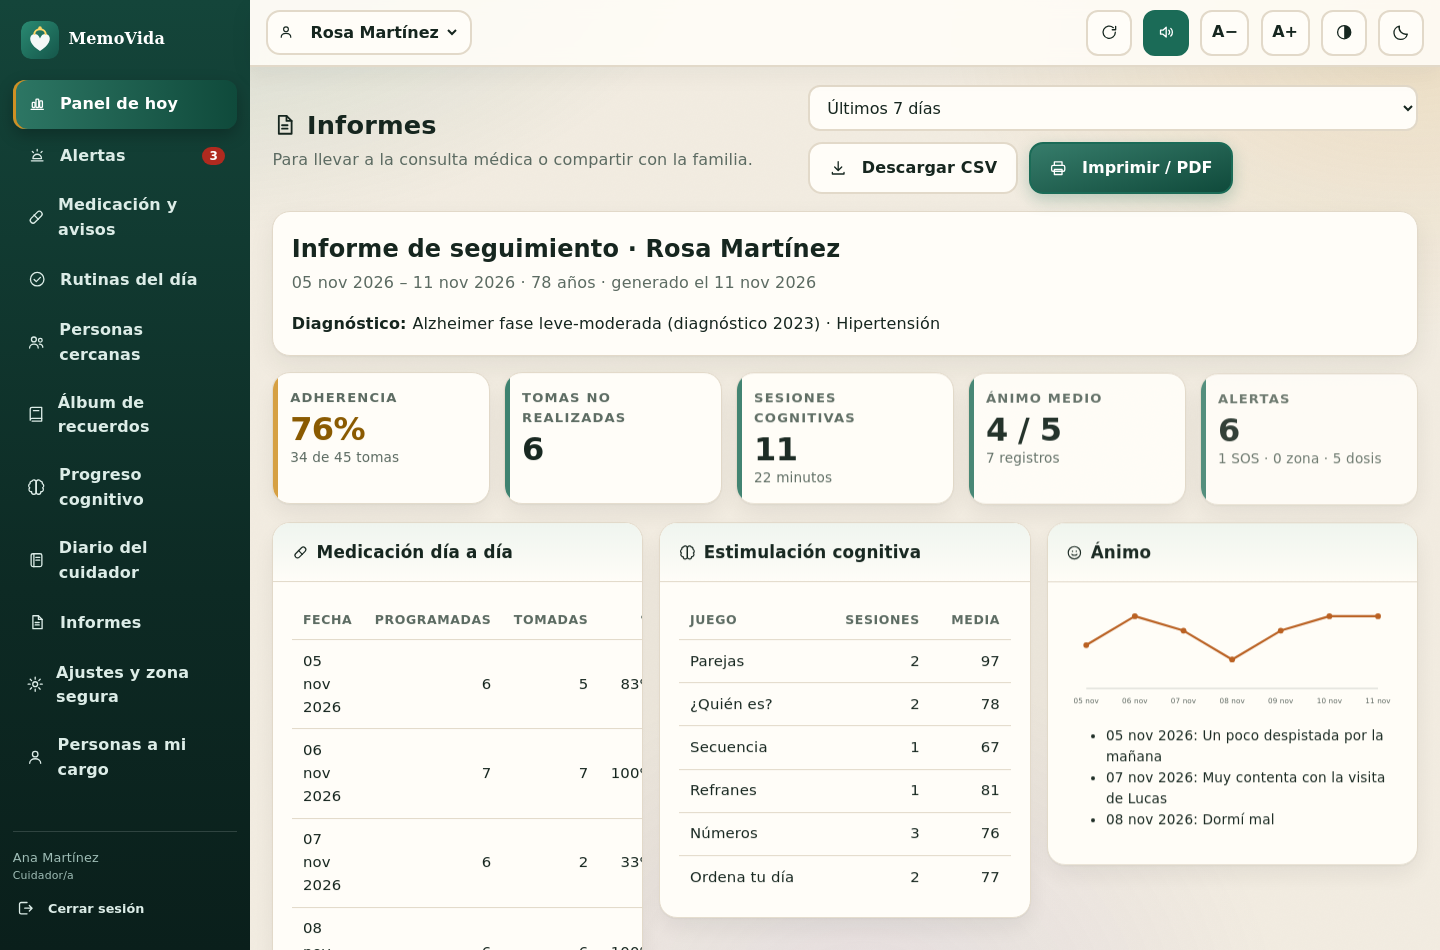 MemoVida
Panel de hoy
Alertas 3
Medicación y
avisos
Rutinas del día
Personas
cercanas
Álbum de
recuerdos
Progreso
cognitivo
Diario del
cuidador
Informes
Ajustes y zona
segura
Personas a mi
cargo
Ana Martínez
Cuidador/a
Cerrar sesión
Rosa Martínez
A− A+
Informes
Para llevar a la consulta médica o compartir con la familia.
Últimos 7 días
Descargar CSV Imprimir / PDF
Informe de seguimiento · Rosa Martínez
05 nov 2026 – 11 nov 2026 · 78 años · generado el 11 nov 2026
Diagnóstico: Alzheimer fase leve-moderada (diagnóstico 2023) · Hipertensión
ADHERENCIA
76%
34 de 45 tomas
TOMAS NO
REALIZADAS
6
SESIONES
COGNITIVAS
11
22 minutos
ÁNIMO MEDIO
4 / 5
7 registros
ALERTAS
6
1 SOS · 0 zona · 5 dosis
Medicación día a día
FECHA PROGRAMADAS TOMADAS
05
nov
2026
6 5 83%
06
nov
2026
7 7 100%
07
nov
2026
6 2 33%
08
nov
6 6 100%
Estimulación cognitiva
JUEGO SESIONES MEDIA
Parejas 2 97
¿Quién es? 2 78
Secuencia 1 67
Refranes 1 81
Números 3 76
Ordena tu día 2 77
Ánimo
05 nov 06 nov 07 nov 08 nov 09 nov 10 nov 11 nov
• 05 nov 2026: Un poco despistada por la
mañana
• 07 nov 2026: Muy contenta con la visita
de Lucas
• 08 nov 2026: Dormí mal